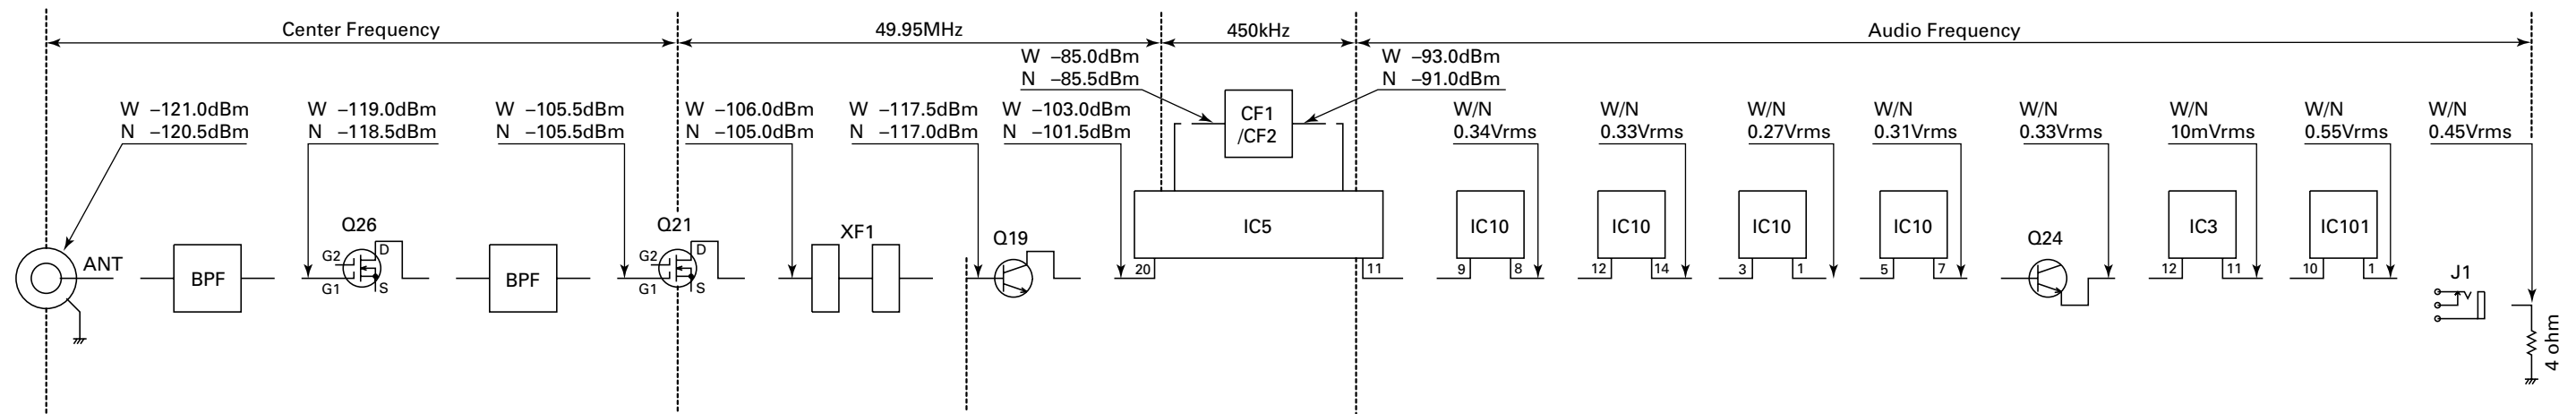 Center Frequency
49.95MHz
450kHz
Audio Frequency
W –121.0dBm
N –120.5dBm
W –119.0dBm
N –118.5dBm
W –105.5dBm
N –105.5dBm
W –106.0dBm
N –105.0dBm
W –117.5dBm
N –117.0dBm
W –103.0dBm
N –101.5dBm
W –85.0dBm
N –85.5dBm
W –93.0dBm
N –91.0dBm
W/N
0.34Vrms
W/N
0.33Vrms
W/N
0.27Vrms
W/N
0.31Vrms
W/N
0.33Vrms
W/N
10mVrms
W/N
0.55Vrms
W/N
0.45Vrms
ANT
BPF
Q26
G2
D
G1
S
BPF
Q21
G2
D
G1
S
XF1
Q19
CF1
/CF2
IC5
20
11
IC10
9
8
IC10
12
14
IC10
3
1
IC10
5
7
Q24
IC3
12
11
IC101
10
1
J1
4 ohm